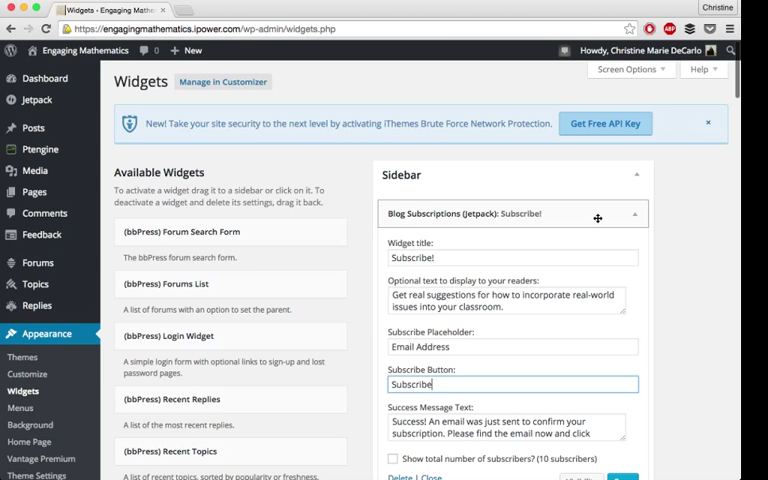 Widgets ‹ Engaging Mathem
Christine
https://engagingmathematics.ipower.com/wp-admin/widgets.php
Engaging Mathematics 0 + New
Howdy, Christine Marie DeCarlo
Dashboard
Jetpack
Posts
Ptengine
Media
Pages
Comments
Feedback
Forums
Topics
Replies
Appearance
Themes
Customize
Widgets
Menus
Background
Home Page
Vantage Premium
Theme Settings
Screen Options
Help
Widgets
Manage in Customizer
New! Take your site security to the next level by activating iThemes Brute Force Network Protection.
Get Free API Key
Available Widgets
To activate a widget drag it to a sidebar or click on it. To
deactivate a widget and delete its settings, drag it back.
(bbPress) Forum Search Form
The bbPress forum search form.
(bbPress) Forums List
A list of forums with an option to set the parent.
(bbPress) Login Widget
A simple login form with optional links to sign-up and lost
password pages.
(bbPress) Recent Replies
A list of the most recent replies.
(bbPress) Recent Topics
A list of recent topics, sorted by popularity or freshness.
Sidebar
Blog Subscriptions (Jetpack): Subscribe!
Widget title:
Subscribe!
Optional text to display to your readers:
Get real suggestions for how to incorporate real-world
issues into your classroom.
Subscribe Placeholder:
Email Address
Subscribe Button:
Subscribe
Success Message Text:
Success! An email was just sent to confirm your
subscription. Please find the email now and click
Show total number of subscribers? (10 subscribers)
Delete | Close